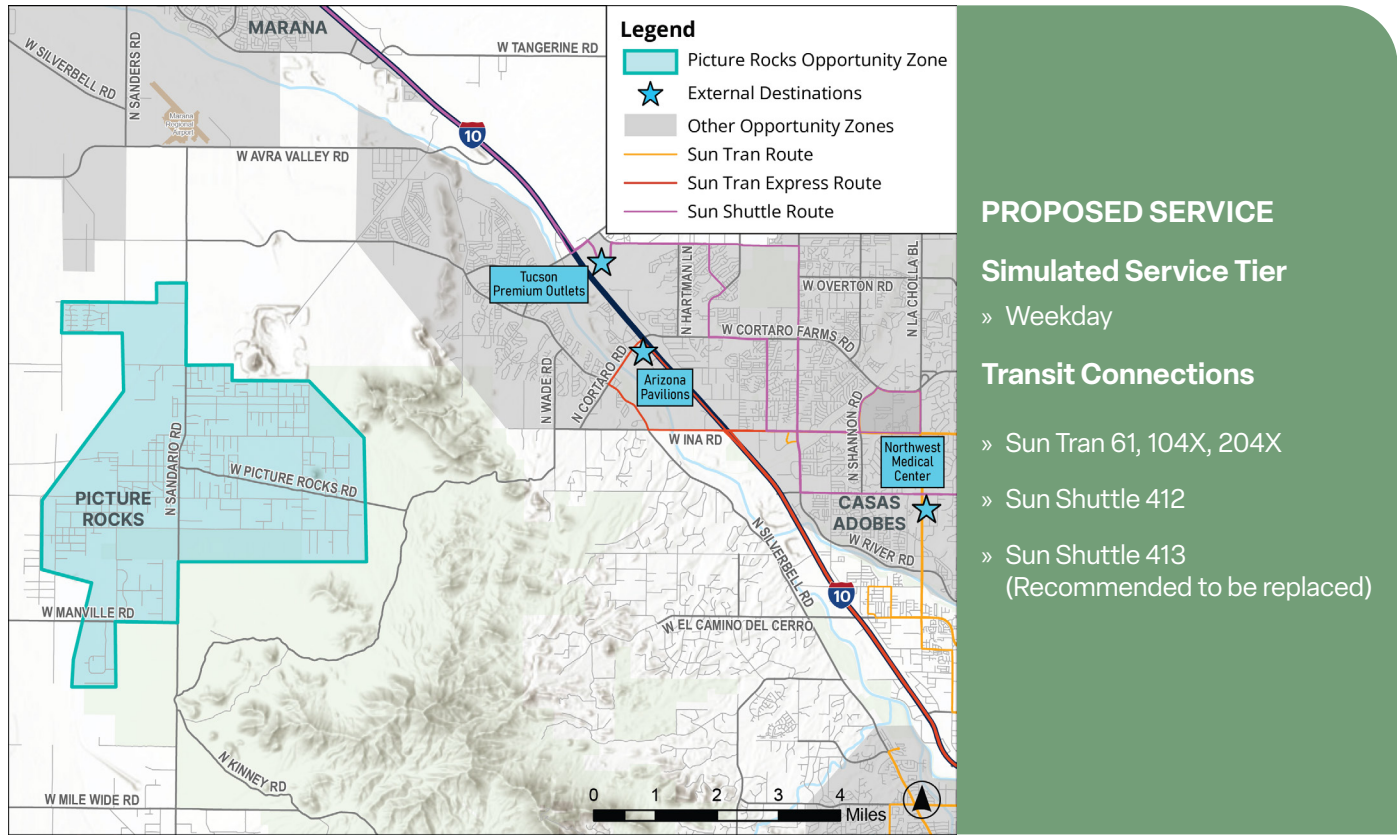 MARANA
W TANGERINE RD
W SILVERBELL RD
N SANDERS RD
Marana
Regional
Airport
10
W AVRA VALLEY RD
Legend
Picture Rocks Opportunity Zone
External Destinations
Other Opportunity Zones
Sun Tran Route
Sun Tran Express Route
Sun Shuttle Route
Tucson
Premium Outlets
N HARTMAN LN
W OVERTON RD
N LA CHOLLA BL
W CORTARO FARMS RD
N WADE RD
N CORTARO RD
Arizona
Pavilions
W INA RD
N SHANNON RD
Northwest
Medical
Center
CASAS
ADOBES
W RIVER RD
N SANDARIO RD
W PICTURE ROCKS RD
PICTURE
ROCKS
N SILVERBELL RD
10
W MANVILLE RD
W EL CAMINO DEL CERRO
N KINNEY RD
W MILE WIDE RD
0 1 2 3 4
Miles
PROPOSED SERVICE
Simulated Service Tier
» Weekday
Transit Connections
» Sun Tran 61, 104X, 204X
» Sun Shuttle 412
» Sun Shuttle 413
(Recommended to be replaced)